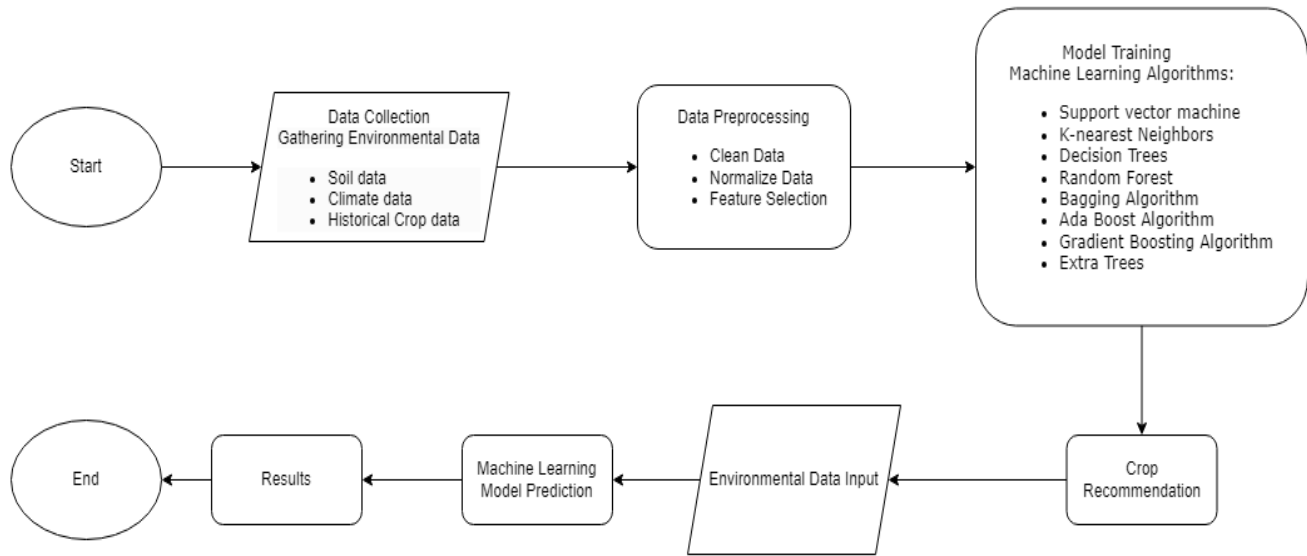 Start
Data Collection
Gathering Environmental Data
• Soil data
• Climate data
• Historical Crop data
Data Preprocessing
• Clean Data
• Normalize Data
• Feature Selection
Model Training
Machine Learning Algorithms:
• Support vector machine
• K-nearest Neighbors
• Decision Trees
• Random Forest
• Bagging Algorithm
• Ada Boost Algorithm
• Gradient Boosting Algorithm
• Extra Trees
Crop
Recommendation
Environmental Data Input
Machine Learning
Model Prediction
Results
End